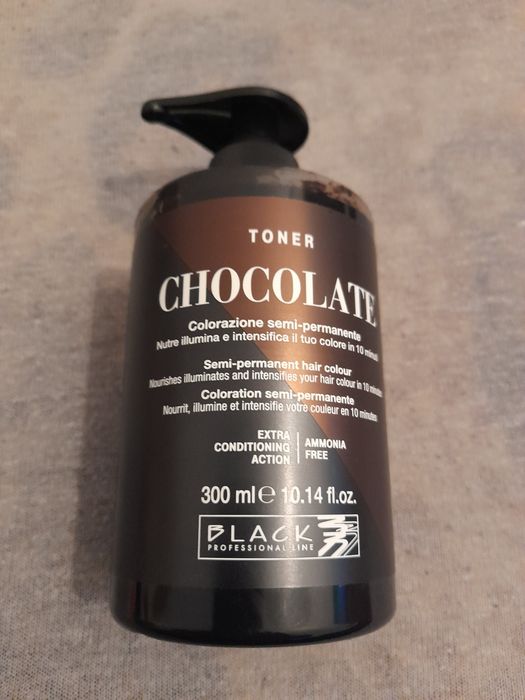 TONER
CHOCOLATE
Colorazione semi-permanente
Nutre illumina e intensifica il tuo colore in 10 minuti
Semi-permanent hair colour
Nourishes illuminates and intensifies your hair colour in 10 minutes
Coloration semi-permanente
Nourrit, illumine et intensifie votre couleur en 10 minutes
EXTRA
CONDITIONING
ACTION
AMMONIA
FREE
300 ml ℮ 10.14 fl.oz.
BLACK
PROFESSIONAL LINE